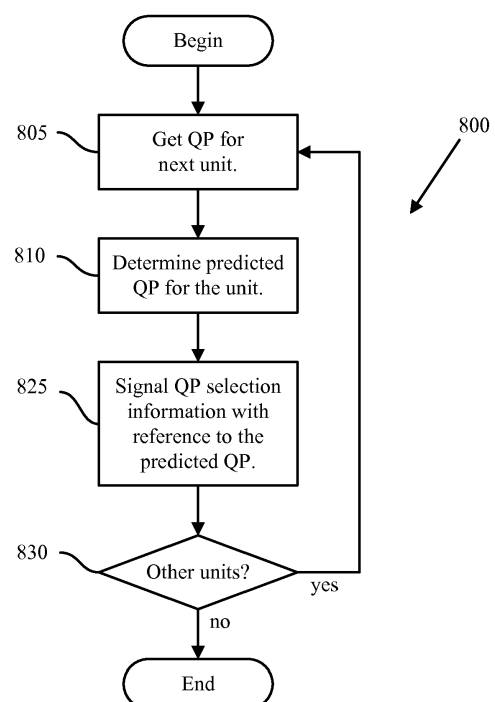 Begin
805
Get QP for
next unit.
800
810
Determine predicted
QP for the unit.
825
Signal QP selection
information with
reference to the
predicted QP.
830
Other units?
yes
no
End